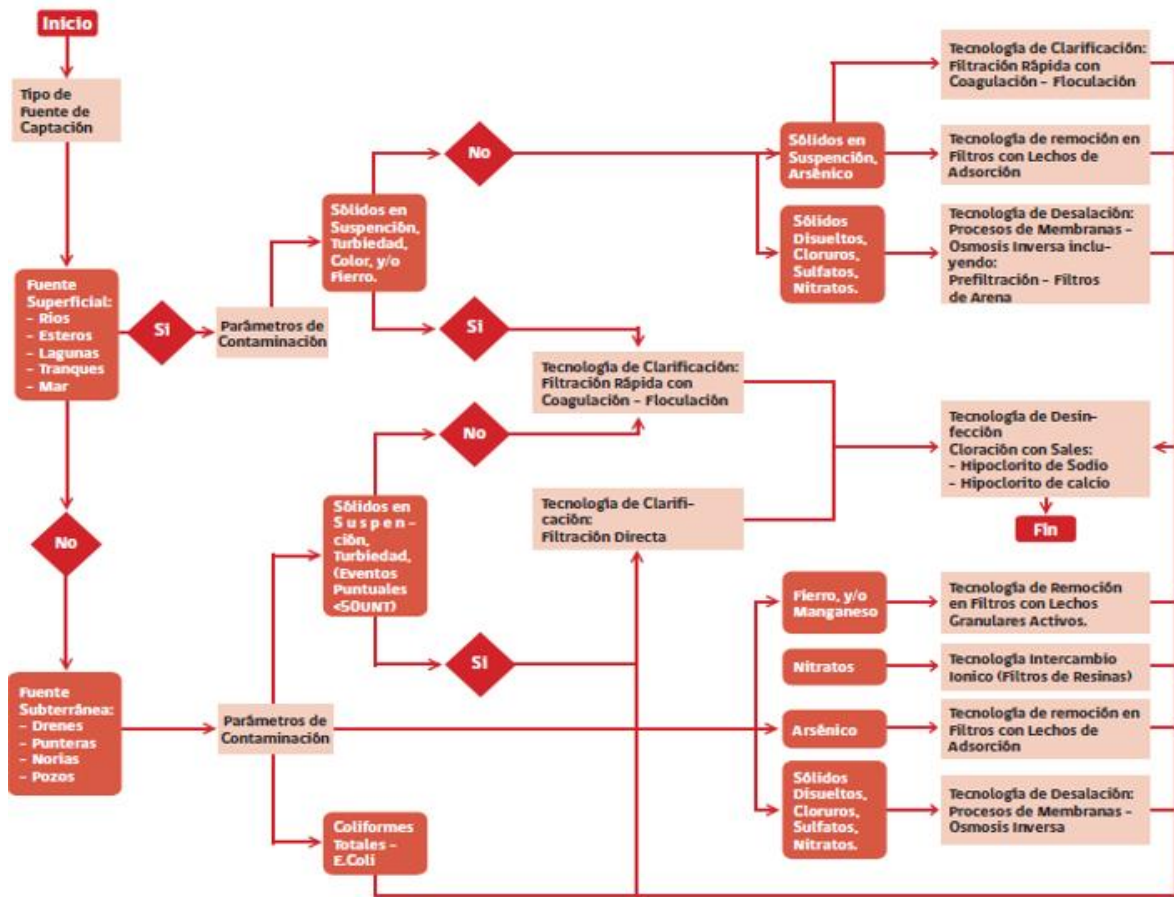 Inicio
Tipo de
Fuente de
Captación
Fuente
Superficial:
- Rios
- Esteros
- Lagunas
- Tranques
- Mar
Si
Parámetros de
Contaminación
Sólidos en
Suspención,
Turbiedad,
Color, y/o
Fierro.
No
Sólidos en
Suspención,
Arsênico
Tecnología de Clarificación:
Filtración Rápida con
Coagulación - Floculación
Tecnología de remoción en
Filtros con Lechos de
Adsorción
Sólidos
Disueltos,
Cloruros,
Sulfatos,
Nitratos.
Tecnología de Desalación:
Procesos de Membranas -
Osmosis Inversa inclu-
yendo:
Prefiltración - Filtros
de Arena
Si
Tecnología de Clarificación:
Filtración Rápida con
Coagulación - Floculación
No
Sólidos en
Suspen-
ción,
Turbiedad,
(Eventos
Puntuales
<50UNT)
No
Si
Tecnología de Clarifi-
cación:
Filtración Directa
Tecnología de Desin-
fección
Cloración con Sales:
- Hipoclorito de Sodio
- Hipoclorito de calcio
Fin
Fuente
Subterránea:
- Drenes
- Punteras
- Norias
- Pozos
Parámetros de
Contaminación
Fierro, y/o
Manganeso
Tecnología de Remoción
en Filtros con Lechos
Granulares Activos.
Nitratos
Tecnología Intercambio
Ionico (Filtros de Resinas)
Arsênico
Tecnología de remoción en
Filtros con Lechos de
Adsorción
Sólidos
Disueltos,
Cloruros,
Sulfatos,
Nitratos.
Tecnología de Desalación:
Procesos de Membranas -
Osmosis Inversa
Coliformes
Totales -
E.Coli